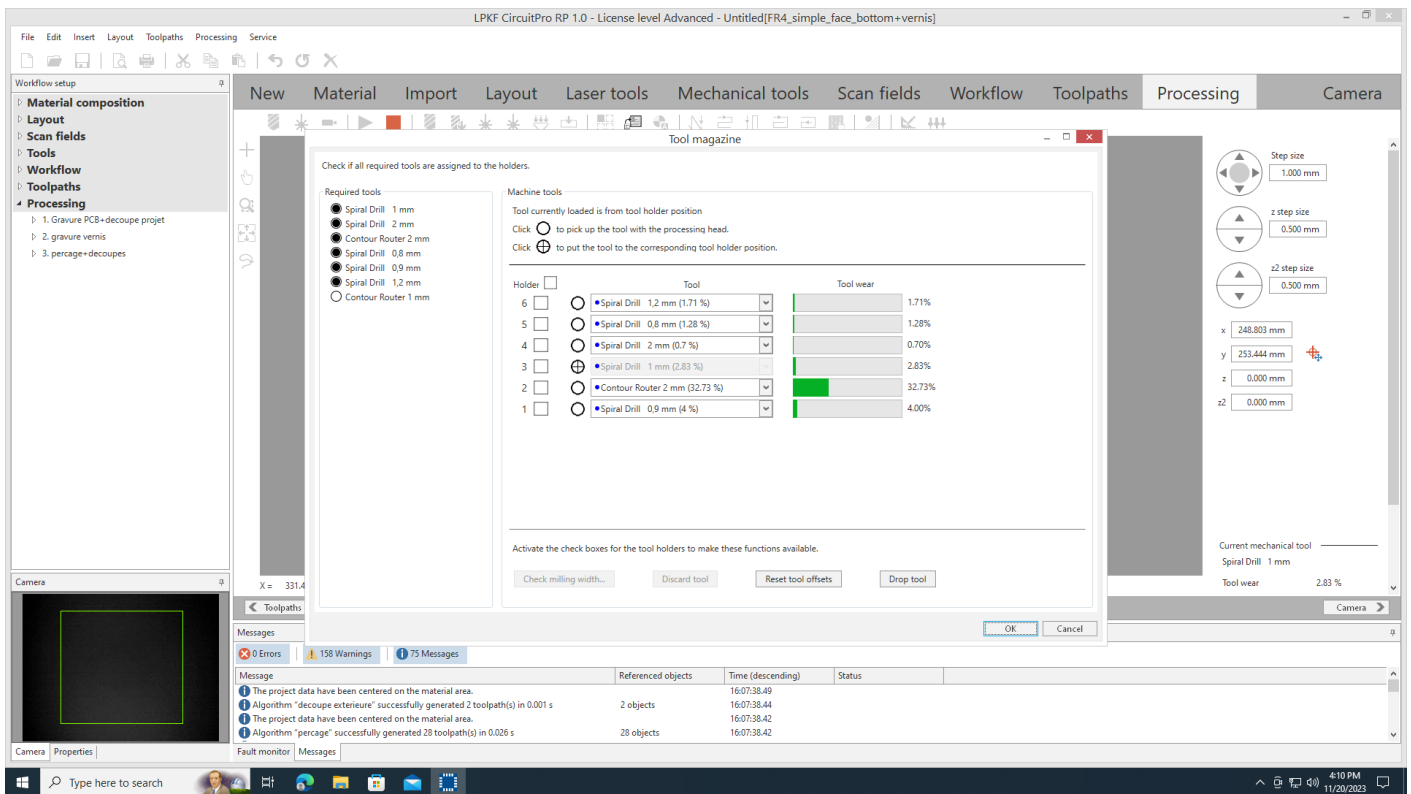 LPKF CircuitPro RP 1.0 - License level Advanced - Untitled[FR4_simple_face_bottom+vernis]
File Edit Insert Layout Toolpaths Processing Service
Workflow setup
Material composition
Layout
Scan fields
Tools
Workflow
Toolpaths
Processing
1. Gravure PCB+decoupe projet
2. gravure vernis
3. percage+decoupes
New Material Import Layout Laser tools Mechanical tools Scan fields Workflow Toolpaths Processing Camera
Tool magazine
Check if all required tools are assigned to the holders.
Required tools
Spiral Drill 1 mm
Spiral Drill 2 mm
Contour Router 2 mm
Spiral Drill 0,8 mm
Spiral Drill 0,9 mm
Spiral Drill 1,2 mm
Contour Router 1 mm
Machine tools
Tool currently loaded is from tool holder position
Click to pick up the tool with the processing head.
Click to put the tool to the corresponding tool holder position.
Holder Tool Tool wear
6 Spiral Drill 1,2 mm (1.71 %) 1.71%
5 Spiral Drill 0,8 mm (1.28 %) 1.28%
4 Spiral Drill 2 mm (0.7 %) 0.70%
3 Spiral Drill 1 mm (2.83 %) 2.83%
2 Contour Router 2 mm (32.73 %) 32.73%
1 Spiral Drill 0,9 mm (4 %) 4.00%
Activate the check boxes for the tool holders to make these functions available.
Check milling width... Discard tool Reset tool offsets Drop tool
OK Cancel
Step size
1.000 mm
z step size
0.500 mm
z2 step size
0.500 mm
x 248.803 mm
y 253.444 mm
z 0.000 mm
z2 0.000 mm
Current mechanical tool
Spiral Drill 1 mm
Tool wear 2.83 %
X = 331.4
Toolpaths Camera
Camera
Camera Properties
Messages
0 Errors 158 Warnings 75 Messages
Message Referenced objects Time (descending) Status
The project data have been centered on the material area. 16:07:38.49
Algorithm "decoupe exterieure" successfully generated 2 toolpath(s) in 0.001 s 2 objects 16:07:38.44
The project data have been centered on the material area. 16:07:38.42
Algorithm "percage" successfully generated 28 toolpath(s) in 0.026 s 28 objects 16:07:38.42
Fault monitor Messages
Type here to search
4:10 PM
11/20/2023